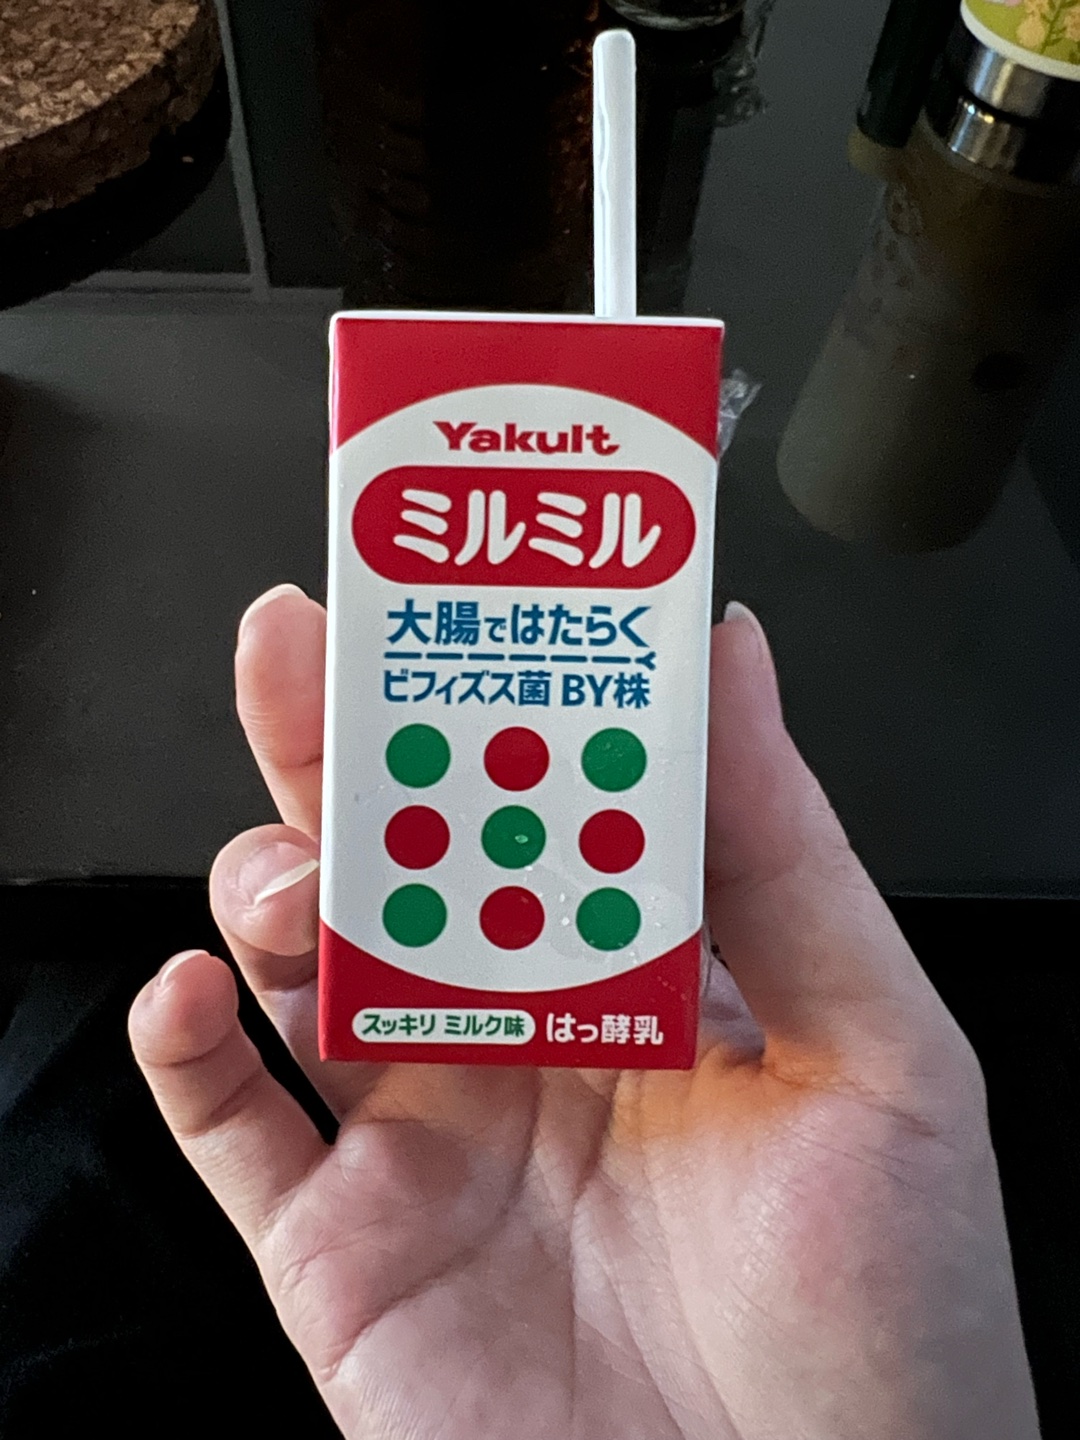 Yakult
ミルミル
大腸ではたらく
ビフィズス菌 BY株
スッキリ ミルク味 はっ酵乳